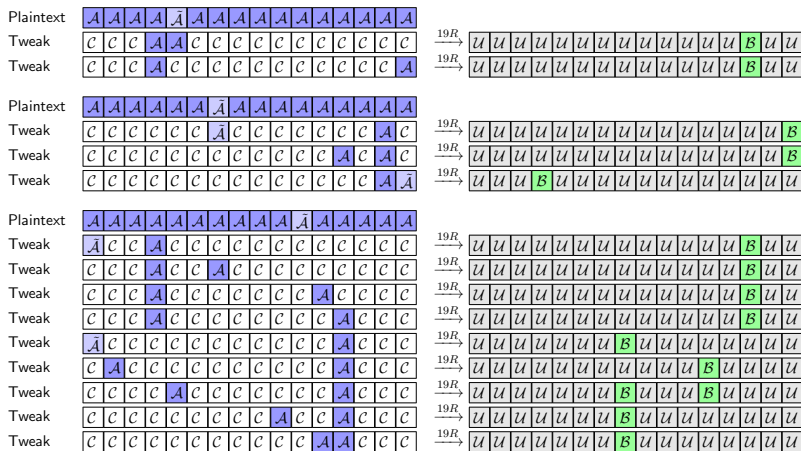 Plaintext A A A A Ã A A A A A A A A A A A
Tweak C C C A A C C C C C C C C C C C 19R → U U U U U U U U U U U U U B U U
Tweak C C C A C C C C C C C C C C C A 19R → U U U U U U U U U U U U U B U U
Plaintext A A A A A A Ã A A A A A A A A A
Tweak C C C C C C Ã C C C C C C C A C 19R → U U U U U U U U U U U U U U U B
Tweak C C C C C C C C C C C C A C A C 19R → U U U U U U U U U U U U U U U B
Tweak C C C C C C C C C C C C C C A Ã 19R → U U U B U U U U U U U U U U U U
Plaintext A A A A A A A A A A Ã A A A A A
Tweak Ã C C A C C C C C C C C C C C C 19R → U U U U U U U U U U U U U B U U
Tweak C C C A C C A C C C C C C C C C 19R → U U U U U U U U U U U U U B U U
Tweak C C C A C C C C C C C A C C C C 19R → U U U U U U U U U U U U U B U U
Tweak C C C A C C C C C C C C A C C C 19R → U U U U U U U U U U U U U B U U
Tweak Ã C C C C C C C C C C C A C C C 19R → U U U U U U U B U U U U U U U U
Tweak C A C C C C C C C C C C A C C C 19R → U U U U U U U U U U U B U U U U
Tweak C C C C A C C C C C C C A C C C 19R → U U U U U U U B U U U B U U U U
Tweak C C C C C C C C C A C C A C C C 19R → U U U U U U U B U U U U U U U U
Tweak C C C C C C C C C C C A A C C C 19R → U U U U U U U B U U U U U U U U